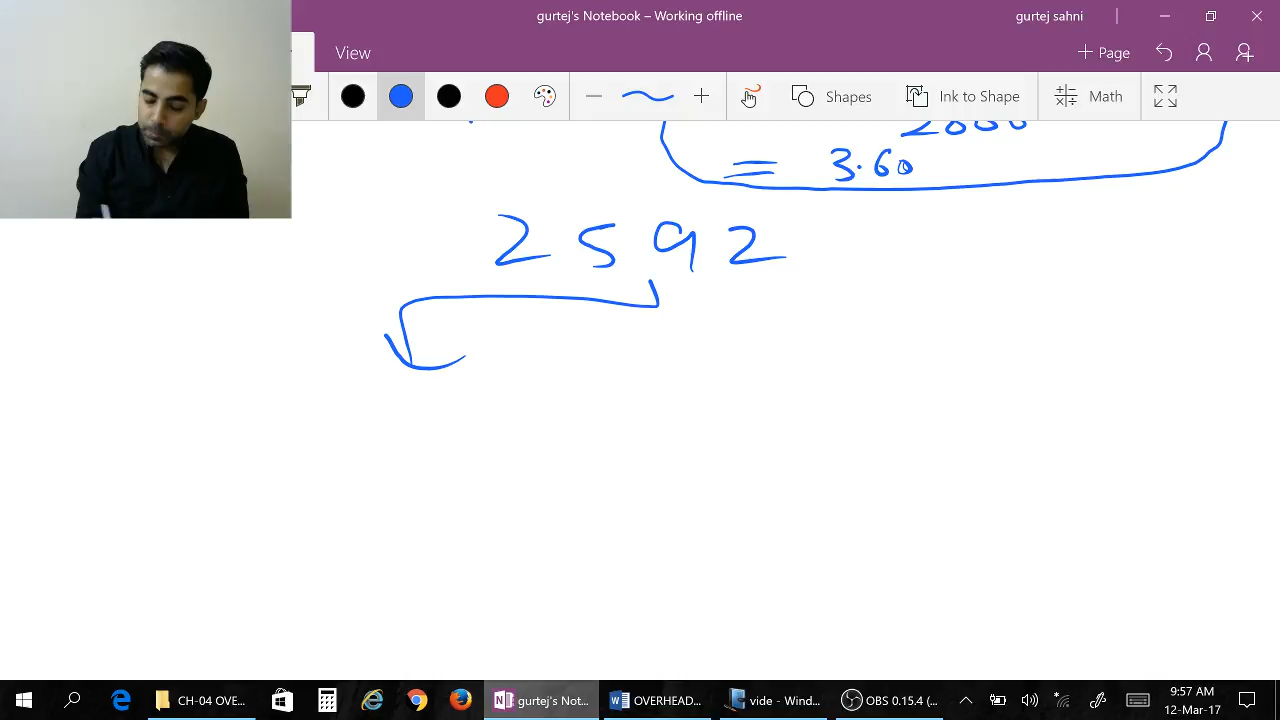 gurtej's Notebook – Working offline
gurtej sahni
View
Page
Shapes
Ink to Shape
Math
2000
= 3.60
2592
CH-04 OVE...
gurtej's Not...
OVERHEAD...
vide - Wind...
OBS 0.15.4 (...
9:57 AM
12-Mar-17